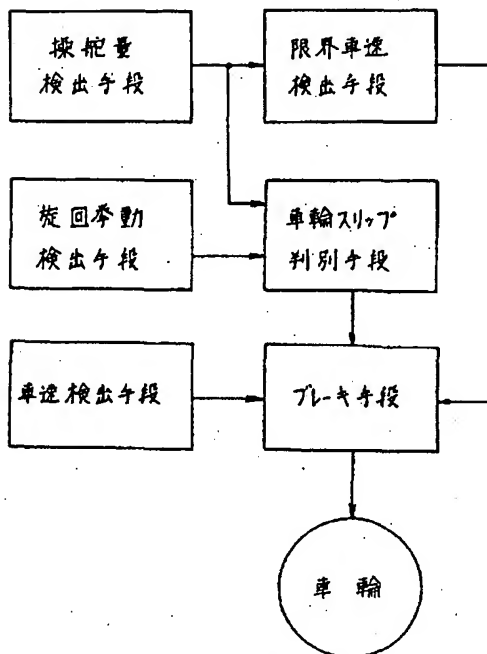 操舵量
検出手段
限界車速
検出手段
旋回挙動
検出手段
車輪スリップ
判別手段
車速検出手段
ブレーキ手段
車輪